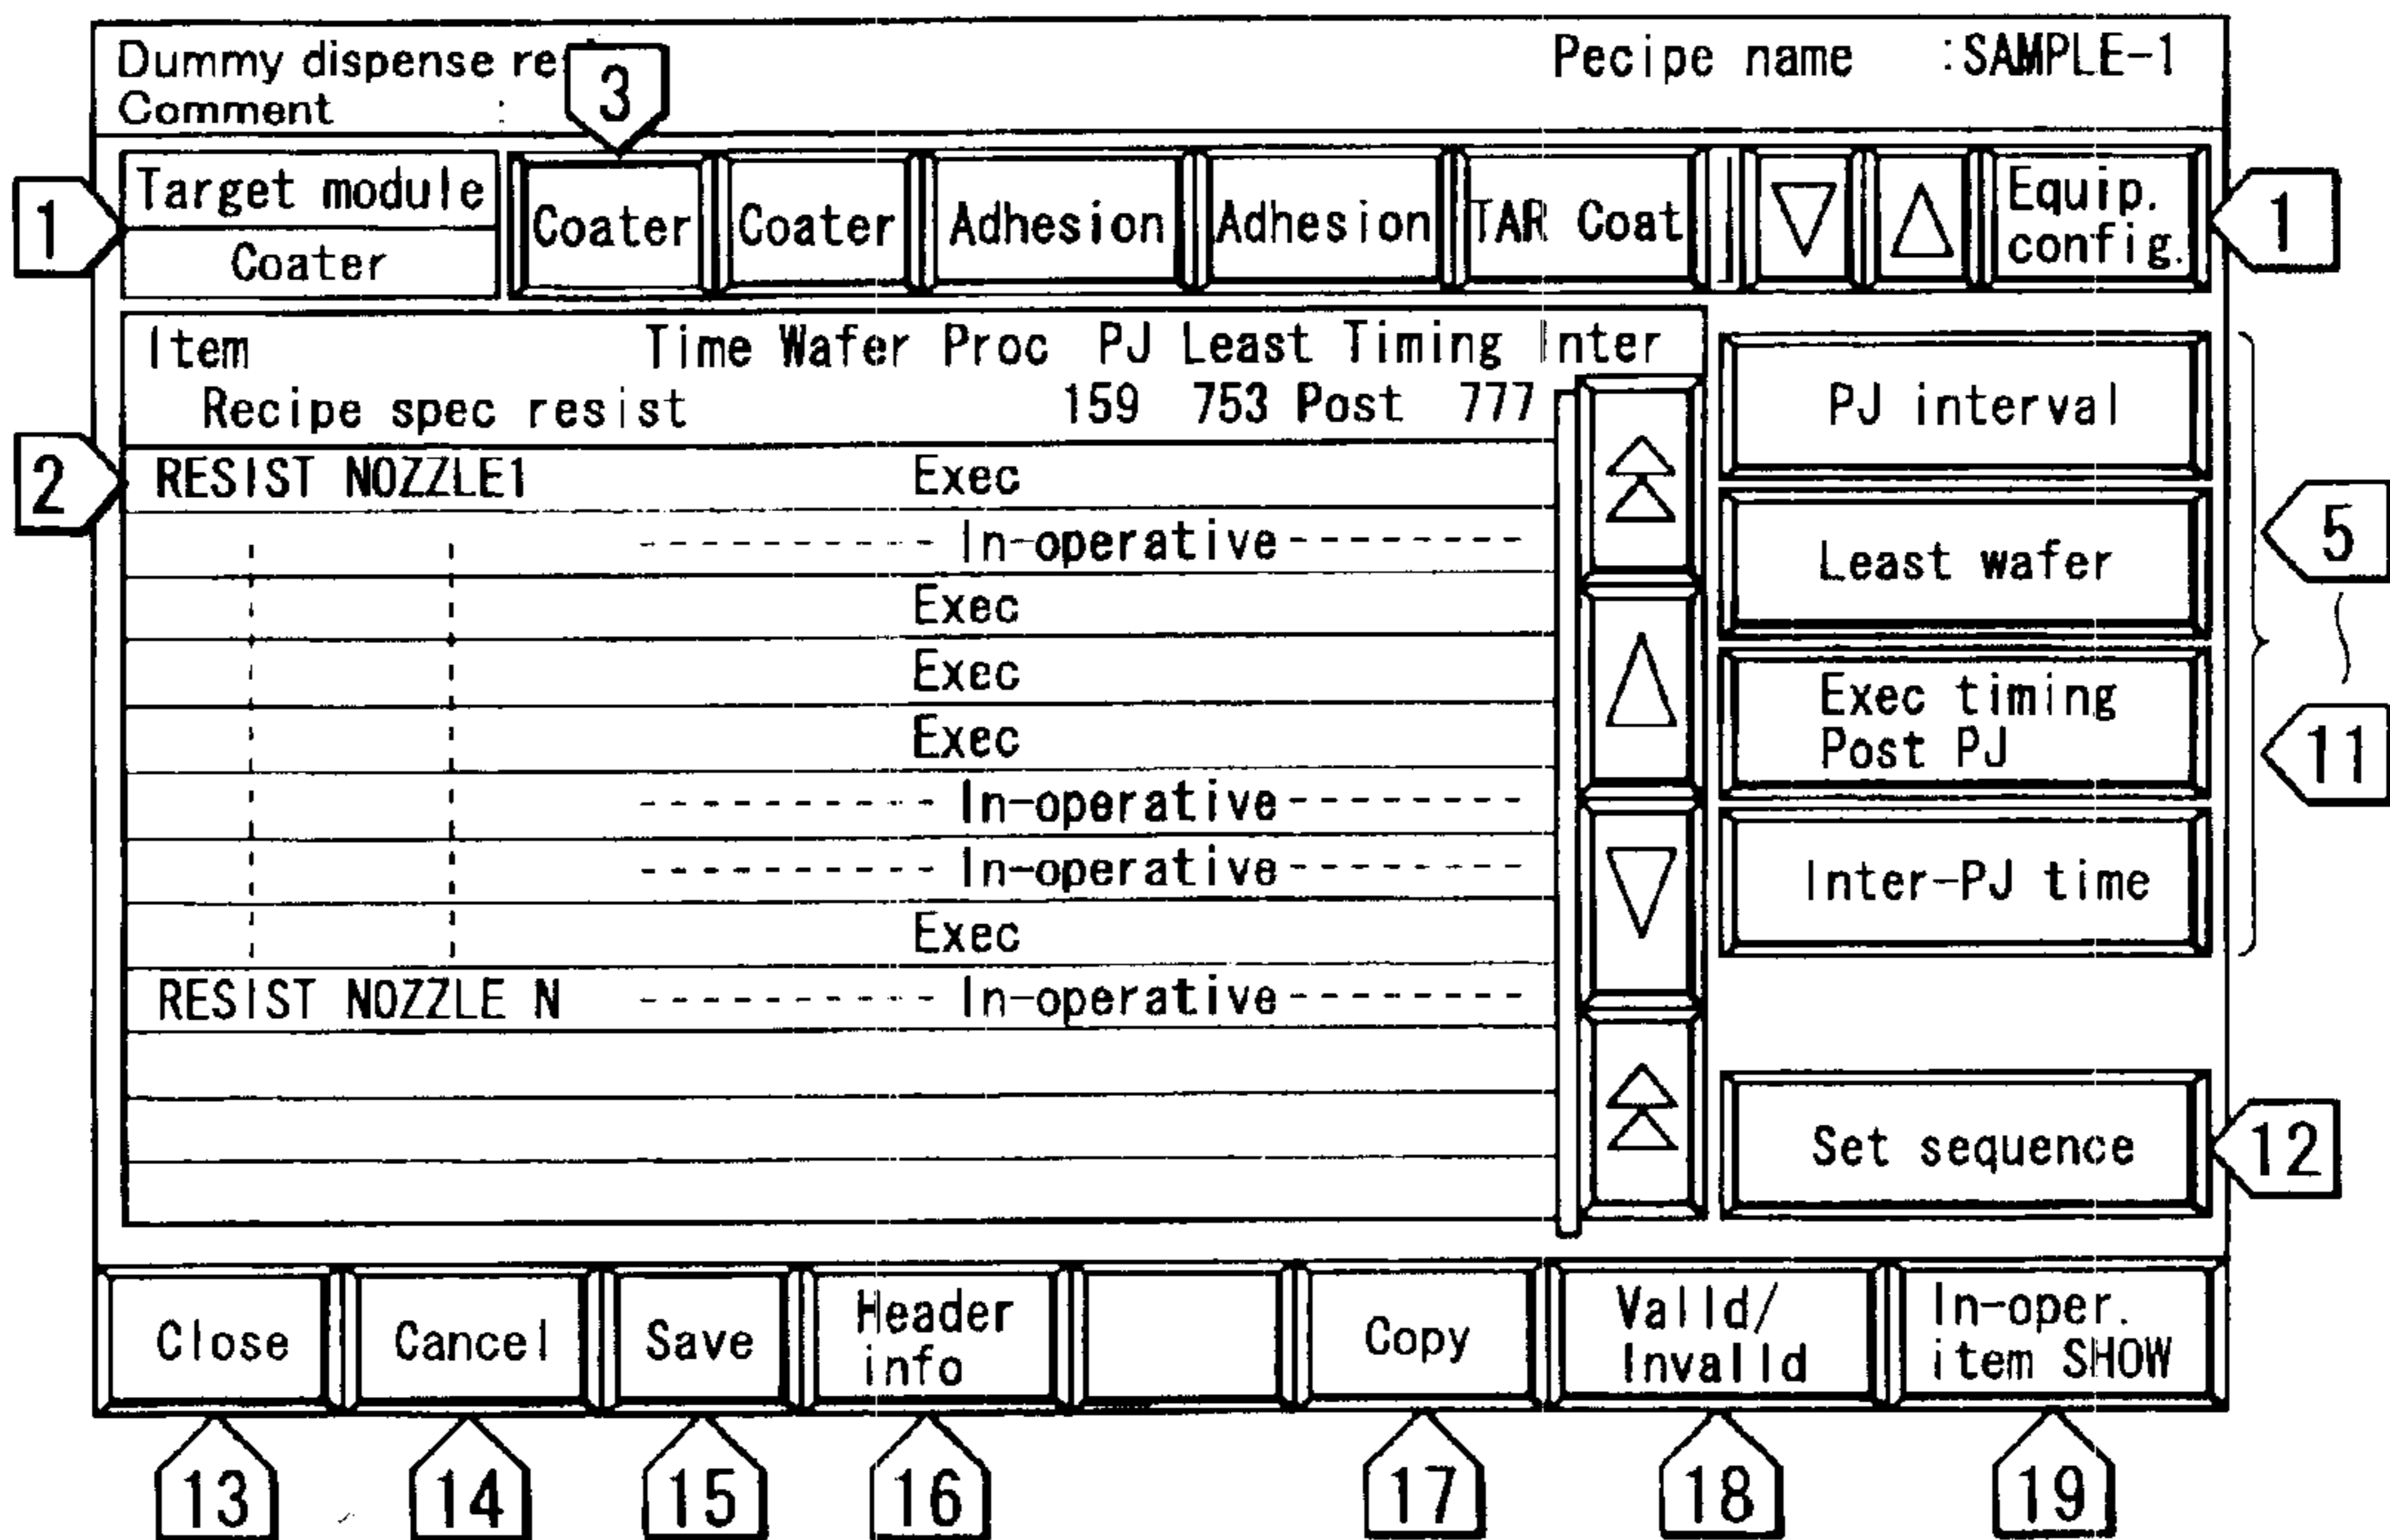 Dummy dispense re
Pecipe name :SAMPLE-1
Comment :
3
1
Target module
Coater
Coater
Coater
Adhesion
Adhesion
TAR Coat
Equip.
config.
1
Item Time Wafer Proc PJ Least Timing Inter
Recipe spec resist 159 753 Post 777
2
RESIST NOZZLE1 Exec
---------- In-operative--------
Exec
Exec
Exec
---------- In-operative--------
---------- In-operative--------
Exec
RESIST NOZZLE N ---------- In-operative--------
PJ interval
Least wafer
Exec timing
Post PJ
Inter-PJ time
5
11
Set sequence
12
Close
Cancel
Save
Header
info
Copy
Valld/
Invalld
In-oper.
item SHOW
13
14
15
16
17
18
19